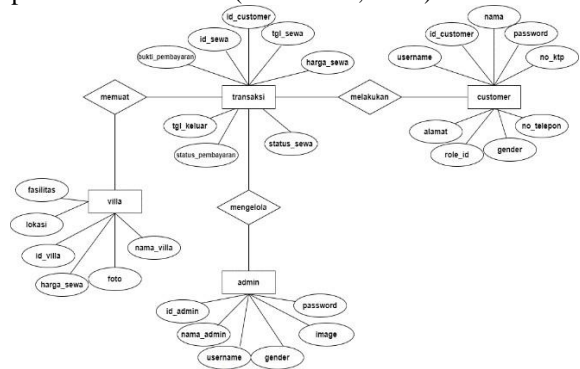 id_customer
nama
id_sewa
tgl_sewa
id_customer
password
bukti_pembayaran
harga_sewa
username
no_ktp
memuat
transaksi
melakukan
customer
tgl_keluar
status_sewa
alamat
no_telepon
status_pembayaran
role_id
gender
fasilitas
villa
mengelola
lokasi
id_villa
nama_villa
harga_sewa
foto
admin
id_admin
password
nama_admin
image
username
gender